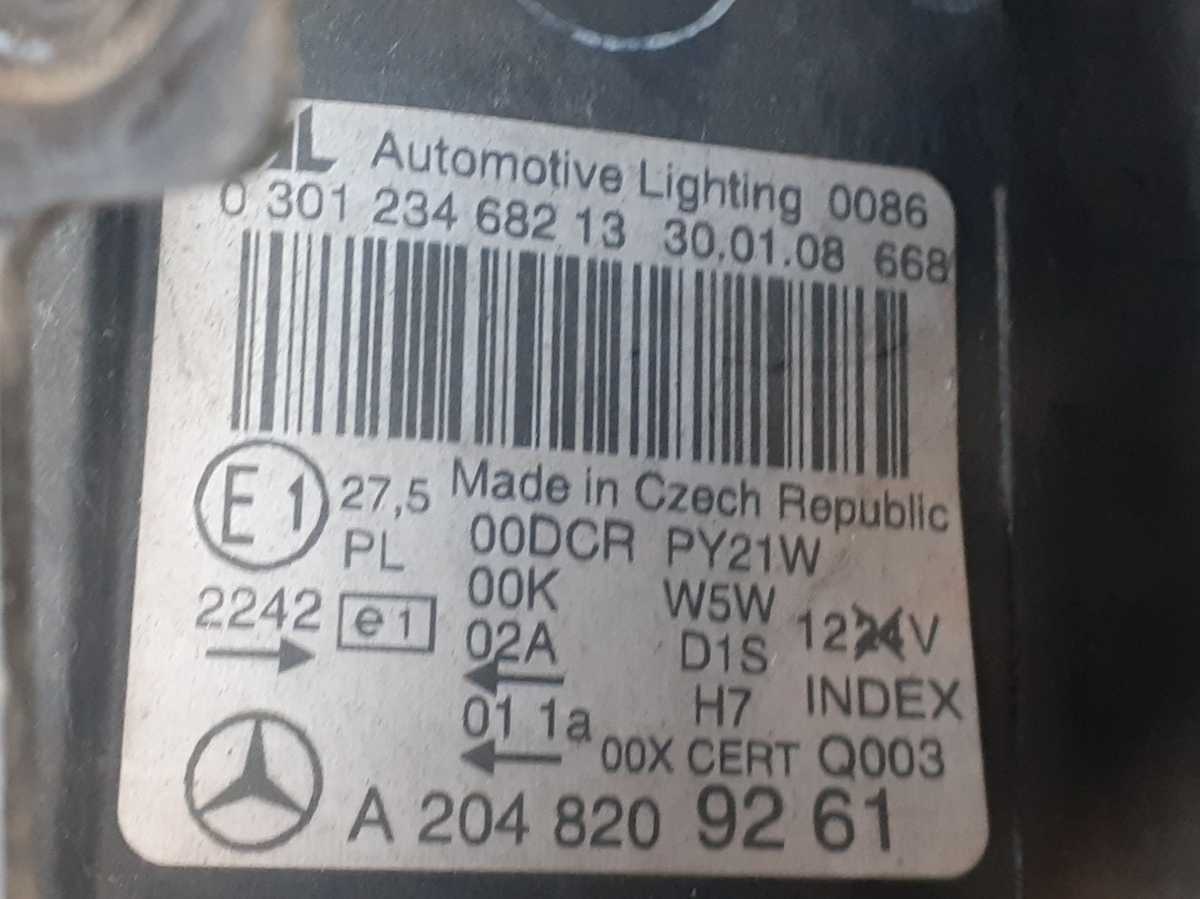 AL Automotive Lighting 0086
0 301 234 682 13 30.01.08 668
E1 27,5 Made in Czech Republic
PL 00DCR PY21W
2242 e1 00K W5W
02A D1S 1224V
01 1a H7 INDEX
00X CERT Q003
A 204 820 92 61